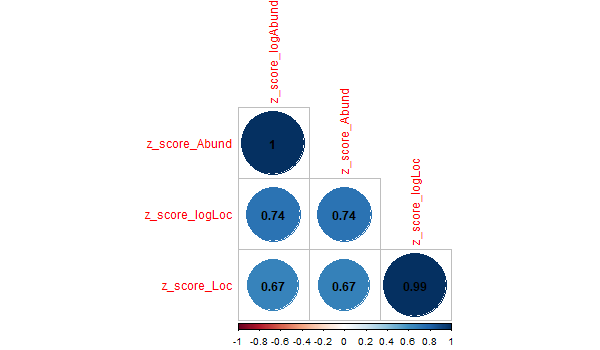 z_score_logAbund
z_score_Abund
z_score_logLoc
z_score_Abund
1
z_score_logLoc
0.74
0.74
z_score_Loc
0.67
0.67
0.99
-1 -0.8 -0.6 -0.4 -0.2 0 0.2 0.4 0.6 0.8 1